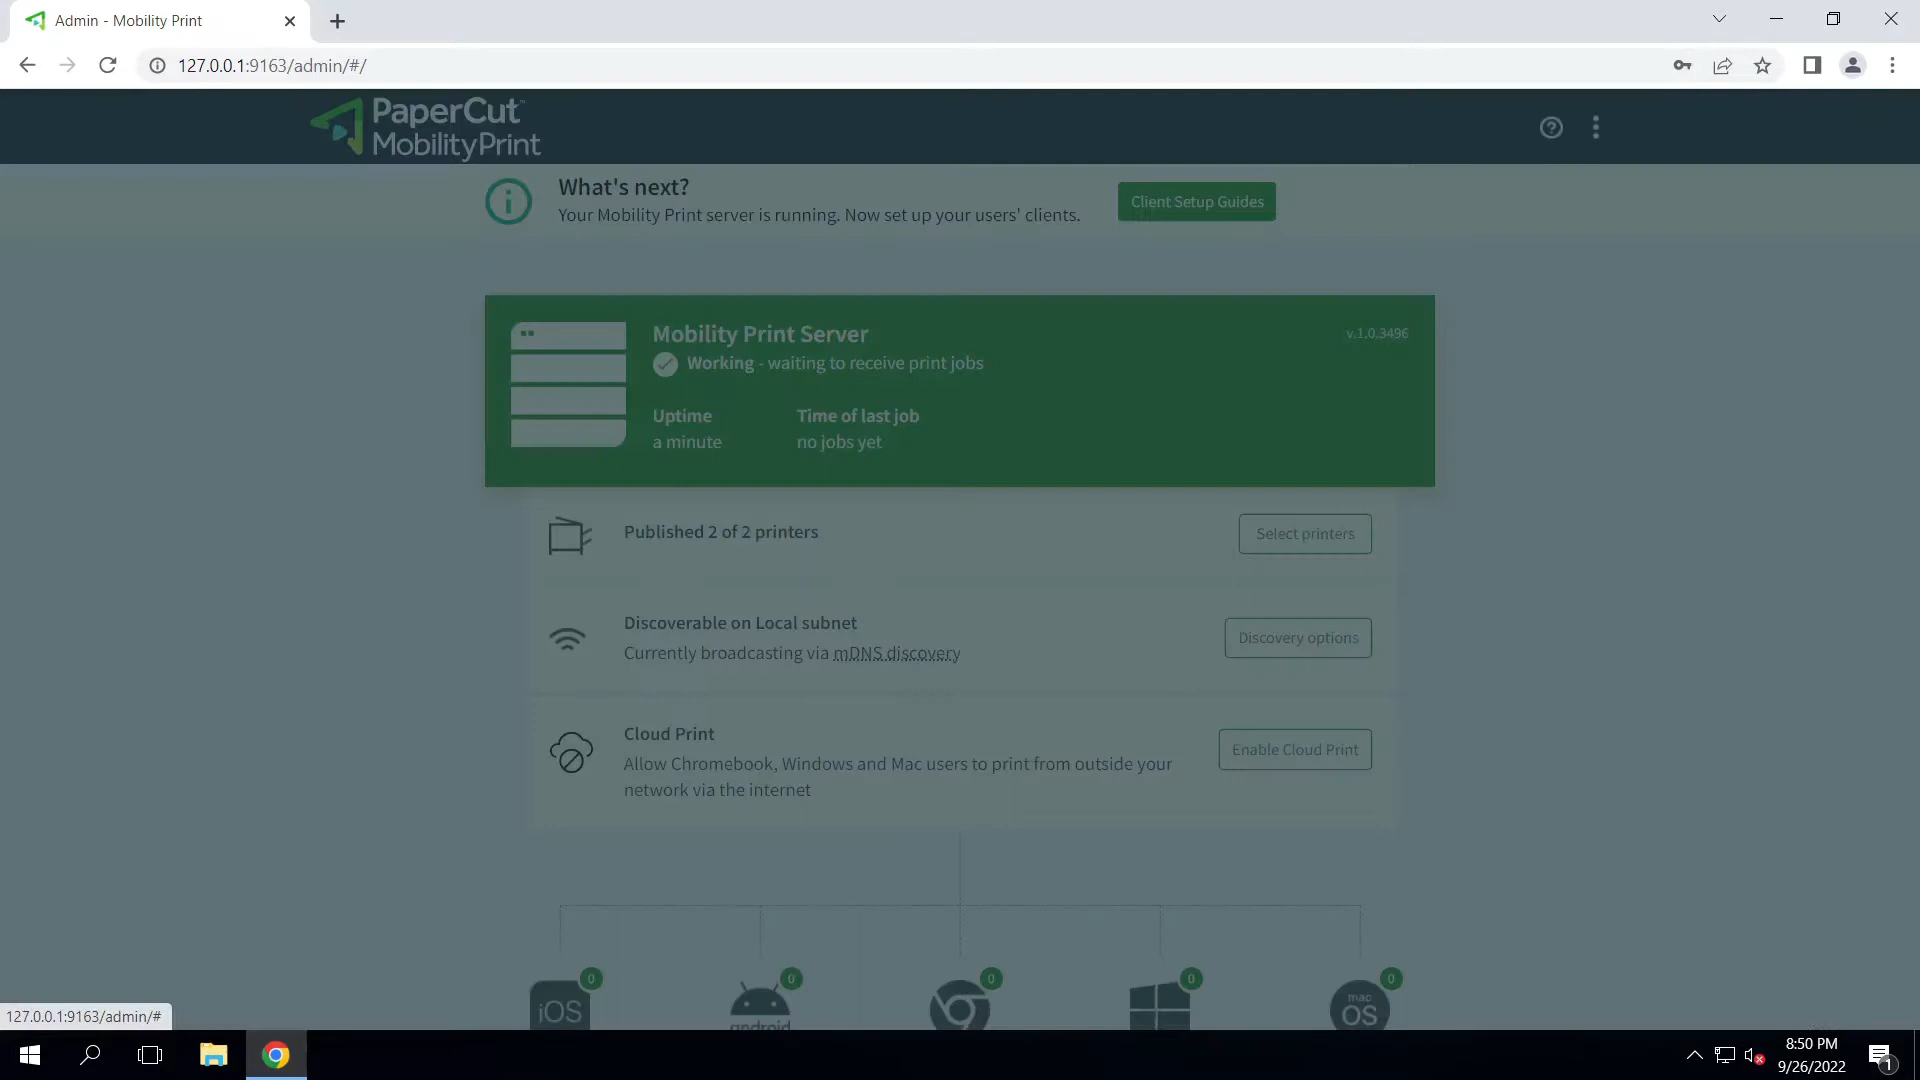 Admin - Mobility Print
127.0.0.1:9163/admin/#/
PaperCut™
MobilityPrint
What's next?
Your Mobility Print server is running. Now set up your users' clients.
Client Setup Guides
Mobility Print Server
v.1.0.3496
Working - waiting to receive print jobs
Uptime
Time of last job
a minute
no jobs yet
Published 2 of 2 printers
Select printers
Discoverable on Local subnet
Currently broadcasting via mDNS discovery
Discovery options
Cloud Print
Allow Chromebook, Windows and Mac users to print from outside your
network via the internet
Enable Cloud Print
0
0
0
0
0
iOS
android
mac
OS
127.0.0.1:9163/admin/#
8:50 PM
9/26/2022
1